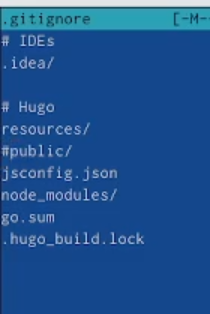 .gitignore [-M--
# IDEs
.idea/

# Hugo
resources/
#public/
jsconfig.json
node_modules/
go.sum
.hugo_build.lock